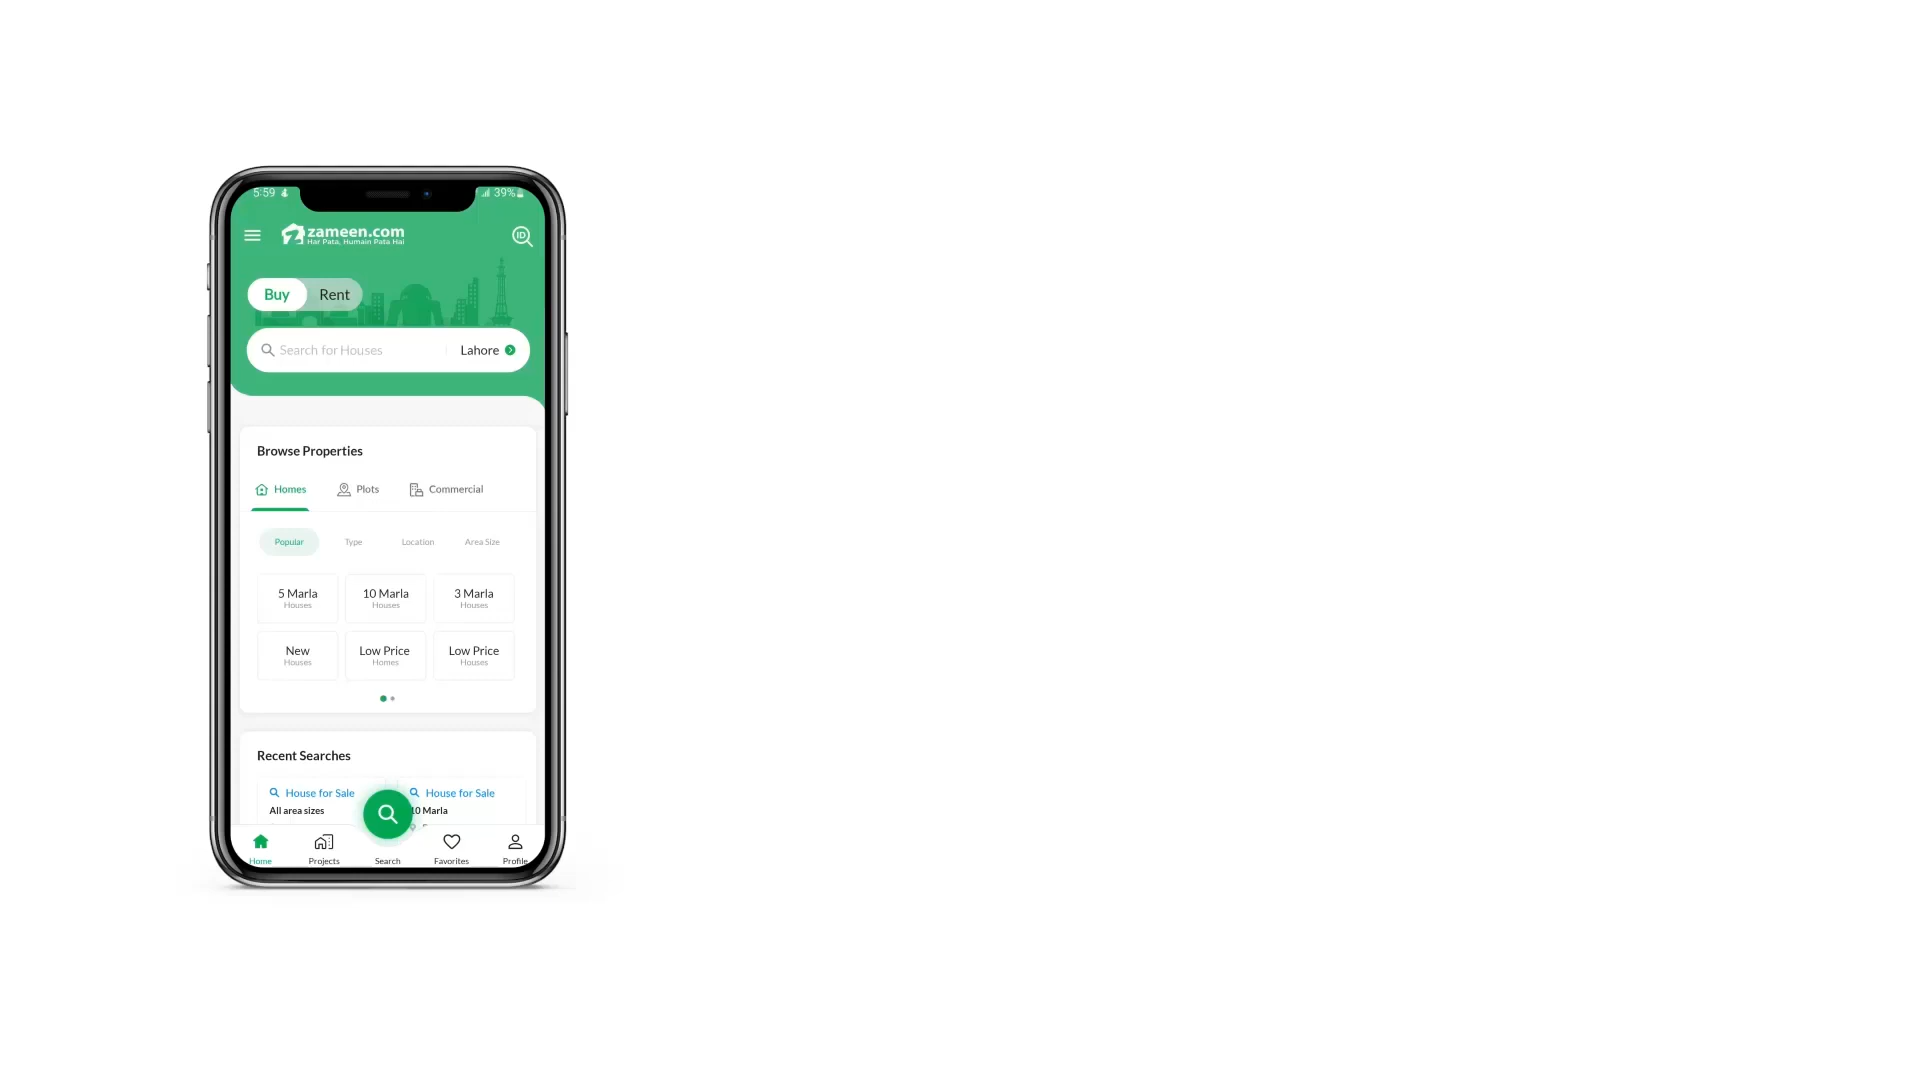 5:59
39%
zameen.com
Har Pata, Humain Pata Hai
ID
Buy Rent
Search for Houses Lahore
Browse Properties
Homes Plots Commercial
Popular Type Location Area Size
5 Marla 10 Marla 3 Marla
Houses Houses Houses
New Low Price Low Price
Houses Homes Houses
Recent Searches
House for Sale House for Sale
All area sizes 10 Marla
Home Projects Search Favorites Profile